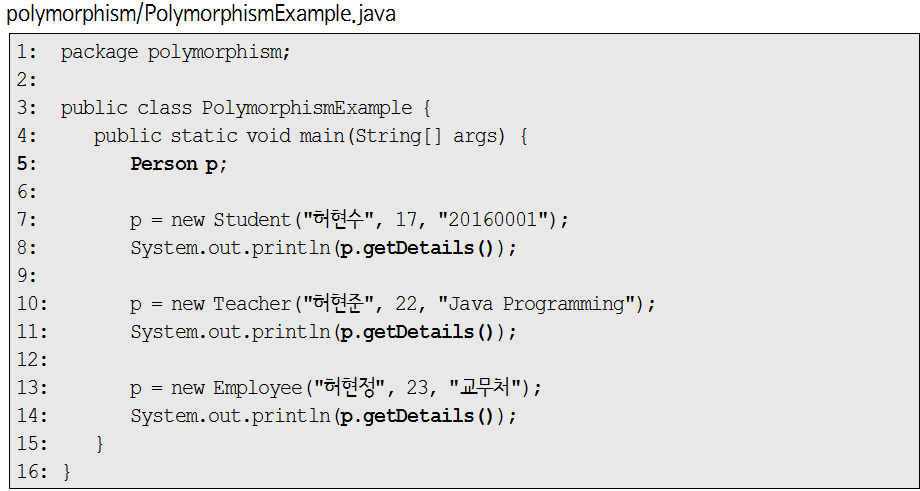 polymorphism/PolymorphismExample.java
1: package polymorphism;
2:
3: public class PolymorphismExample {
4: public static void main(String[] args) {
5: Person p;
6:
7: p = new Student("허현수", 17, "20160001");
8: System.out.println(p.getDetails());
9:
10: p = new Teacher("허현준", 22, "Java Programming");
11: System.out.println(p.getDetails());
12:
13: p = new Employee("허현정", 23, "교무처");
14: System.out.println(p.getDetails());
15: }
16: }